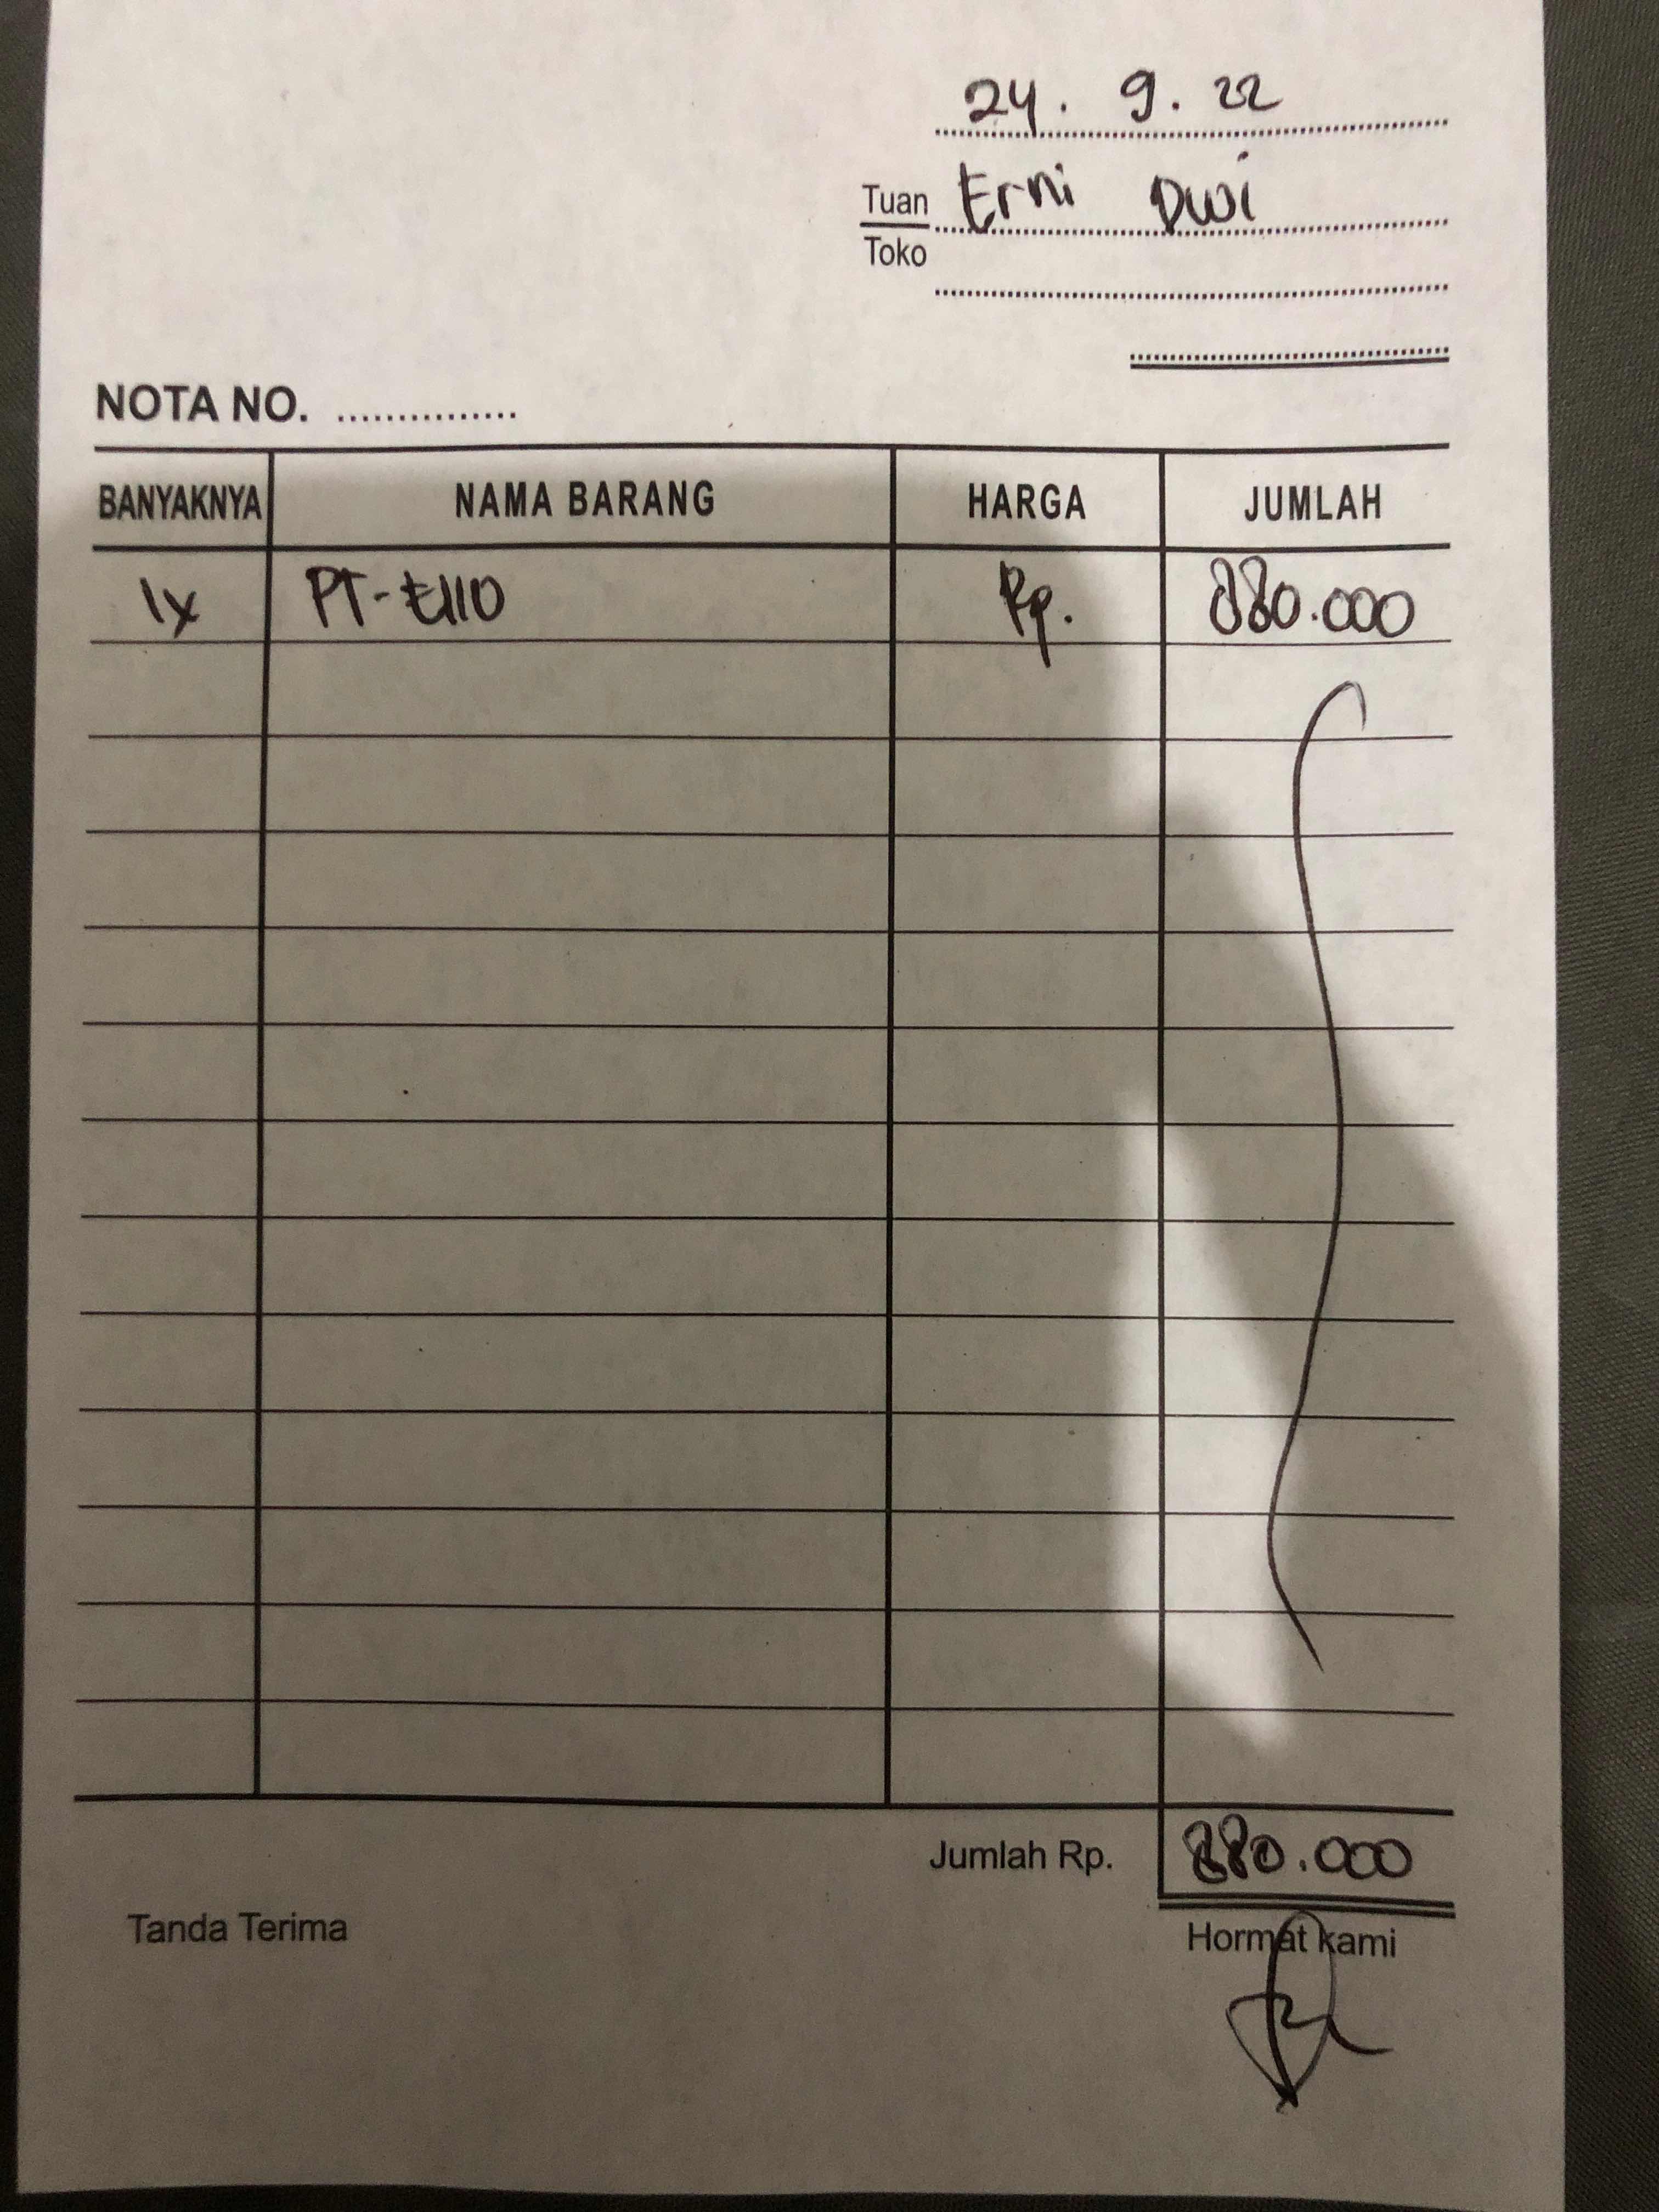 24. 9. 22
Tuan Erni Dwi
Toko
NOTA NO. ...............
BANYAKNYA NAMA BARANG HARGA JUMLAH
1x PT-E110 Rp. 880.000
Jumlah Rp. 880.000
Tanda Terima Hormat kami